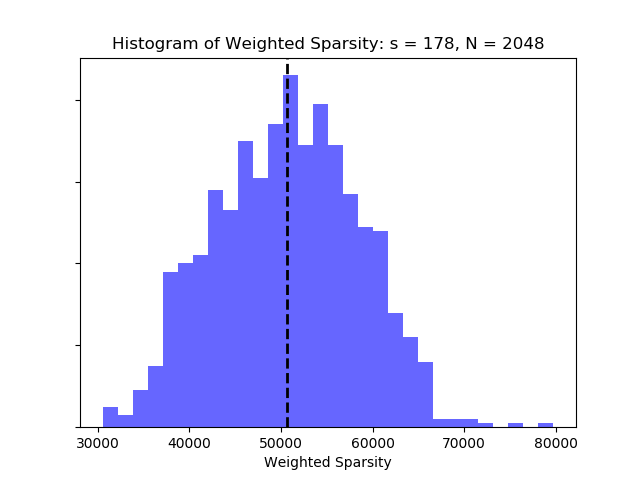 Histogram of Weighted Sparsity: s = 178, N = 2048
30000 40000 50000 60000 70000 80000
Weighted Sparsity